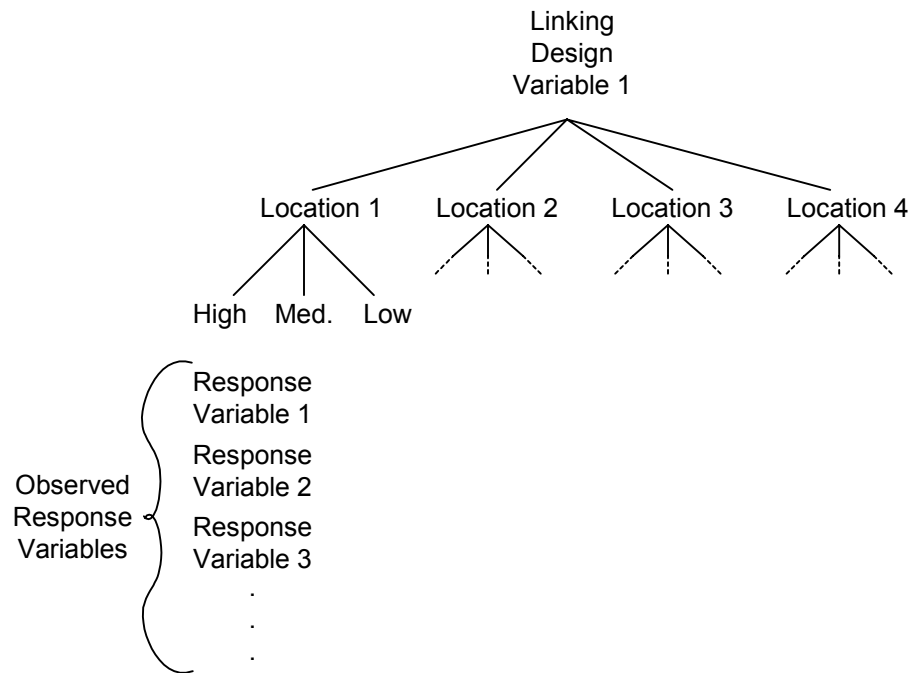 Linking
Design
Variable 1
Location 1 Location 2 Location 3 Location 4
High Med. Low
Response
Variable 1
Response
Variable 2
Observed
Response
Variables
Response
Variable 3
.
.
.